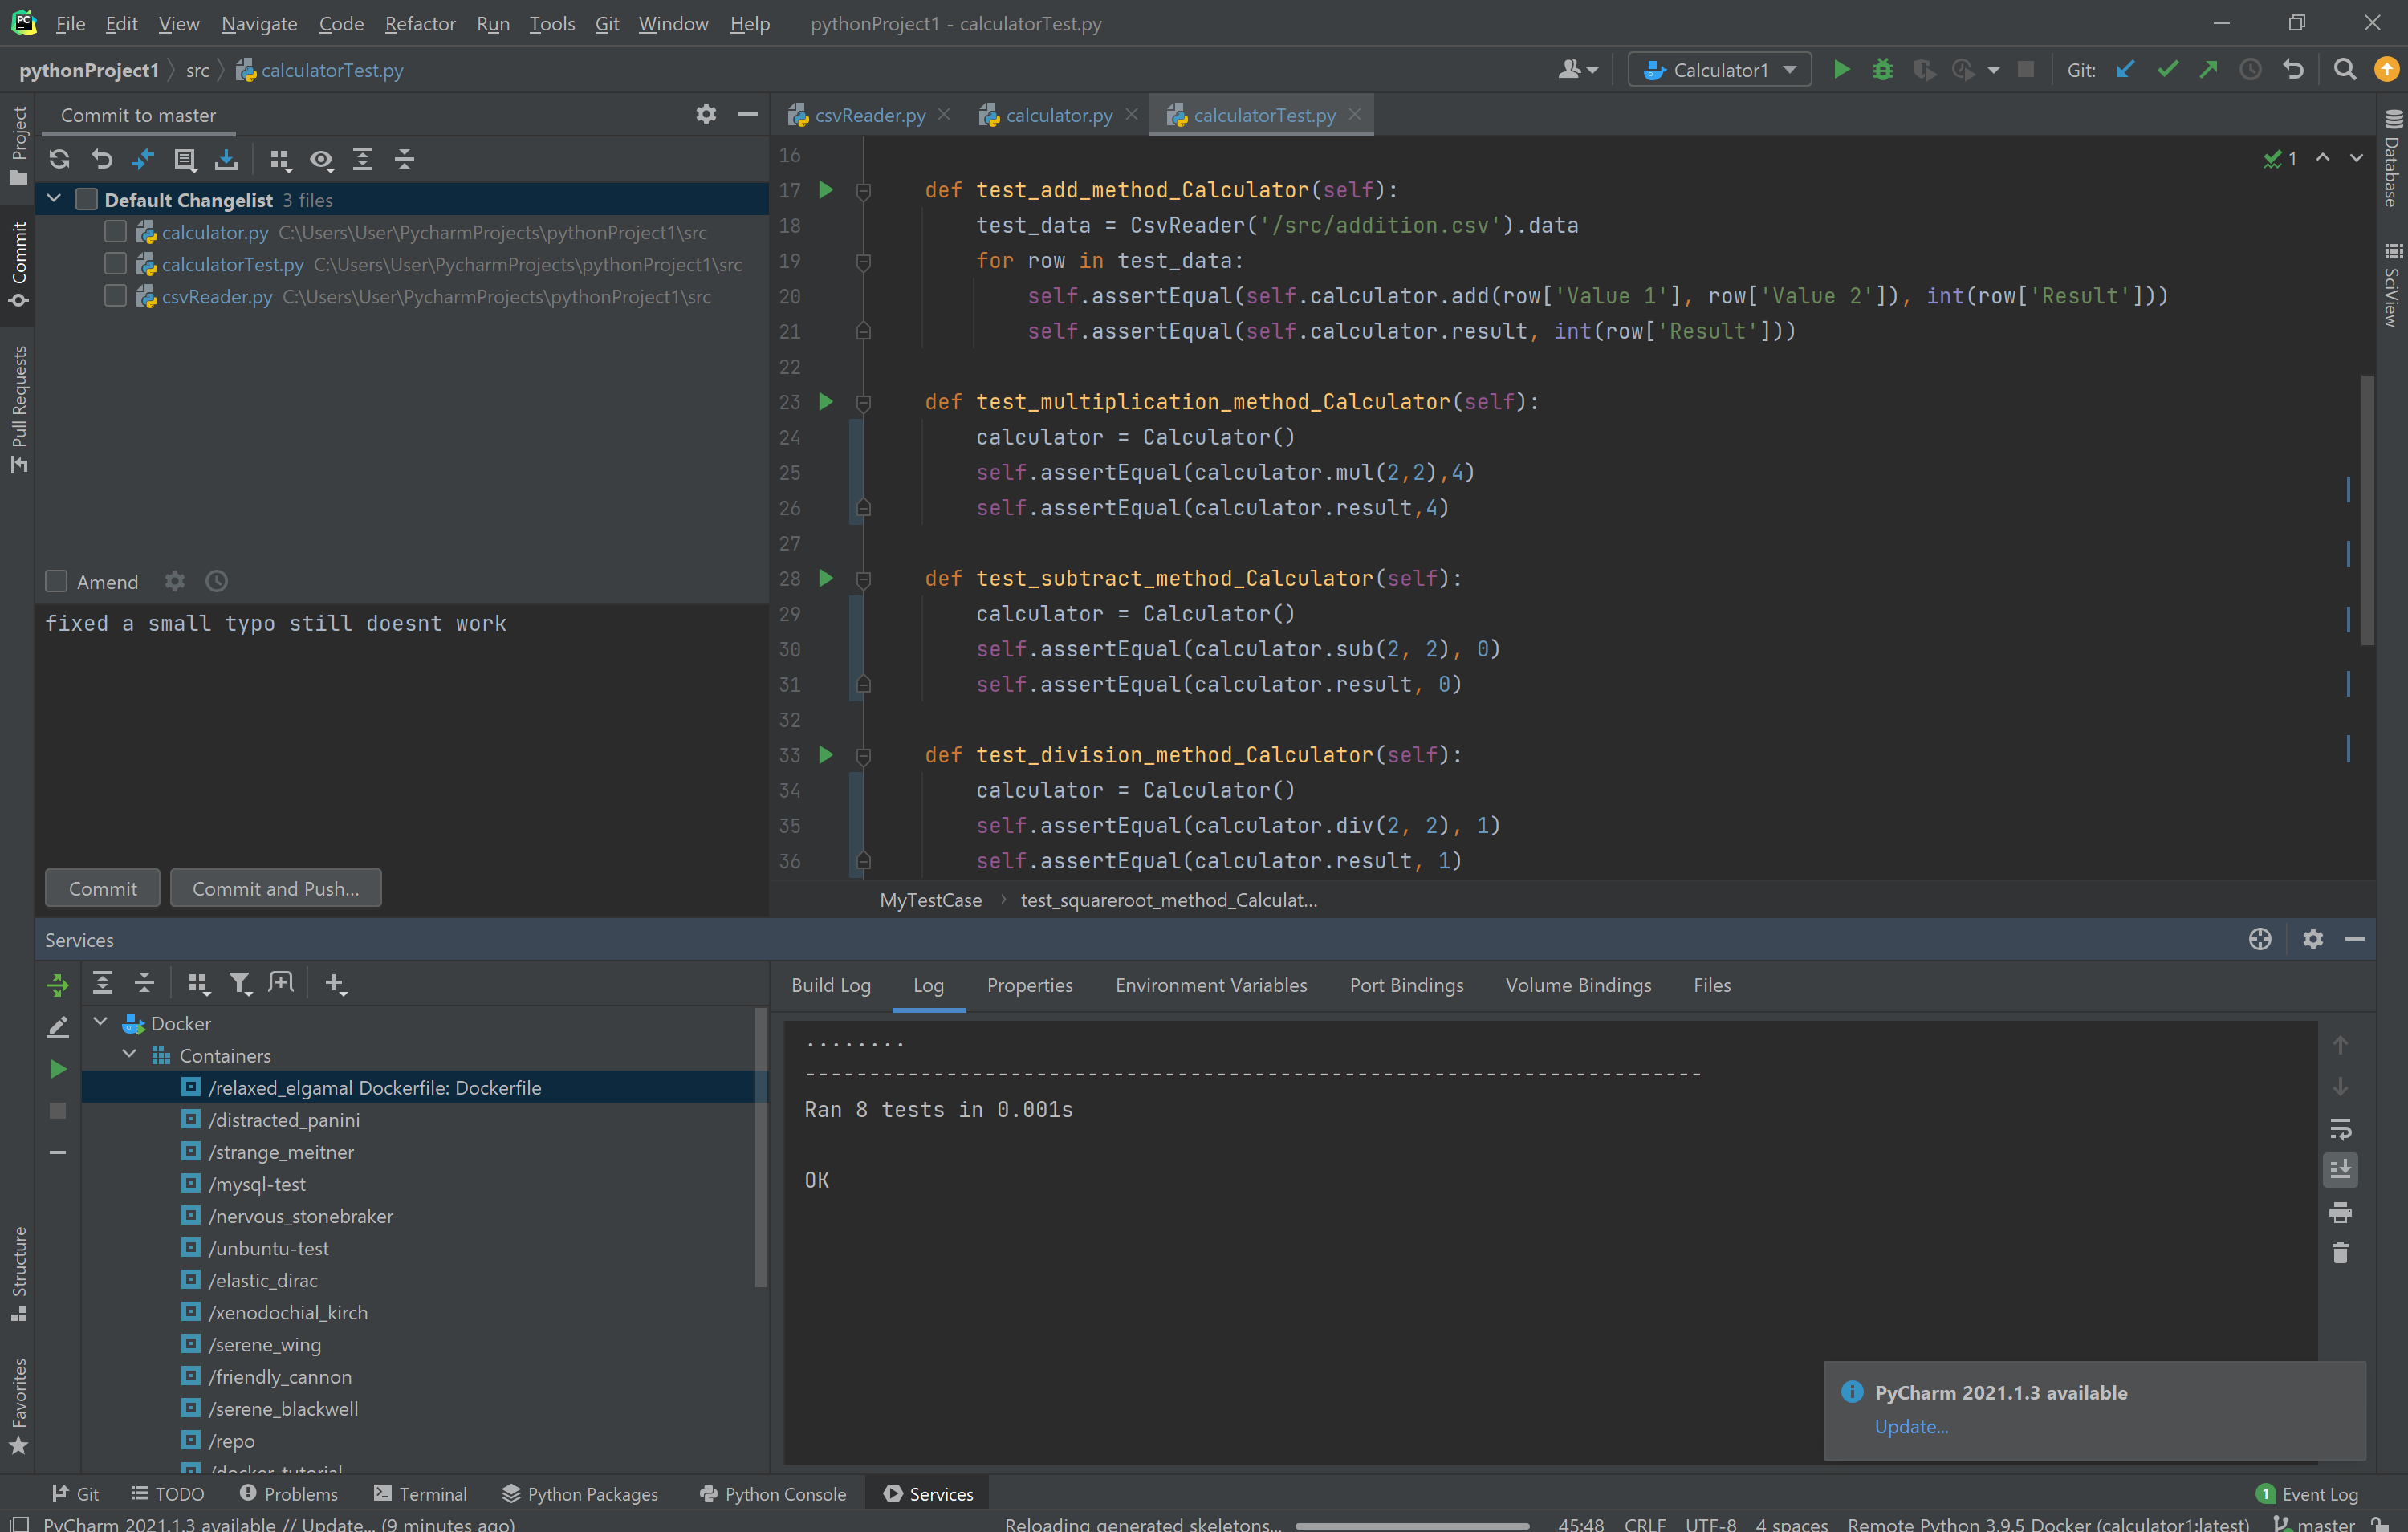 PC File Edit View Navigate Code Refactor Run Tools Git Window Help pythonProject1 - calculatorTest.py
pythonProject1 src calculatorTest.py Calculator1 Git:
Project
Commit
Pull Requests
Structure
Favorites
Commit to master
Default Changelist 3 files
calculator.py C:\Users\User\PycharmProjects\pythonProject1\src
calculatorTest.py C:\Users\User\PycharmProjects\pythonProject1\src
csvReader.py C:\Users\User\PycharmProjects\pythonProject1\src
Amend
fixed a small typo still doesnt work
Commit Commit and Push...
csvReader.py calculator.py calculatorTest.py
1
16
17 def test_add_method_Calculator(self):
18 test_data = CsvReader('/src/addition.csv').data
19 for row in test_data:
20 self.assertEqual(self.calculator.add(row['Value 1'], row['Value 2']), int(row['Result']))
21 self.assertEqual(self.calculator.result, int(row['Result']))
22
23 def test_multiplication_method_Calculator(self):
24 calculator = Calculator()
25 self.assertEqual(calculator.mul(2,2),4)
26 self.assertEqual(calculator.result,4)
27
28 def test_subtract_method_Calculator(self):
29 calculator = Calculator()
30 self.assertEqual(calculator.sub(2, 2), 0)
31 self.assertEqual(calculator.result, 0)
32
33 def test_division_method_Calculator(self):
34 calculator = Calculator()
35 self.assertEqual(calculator.div(2, 2), 1)
36 self.assertEqual(calculator.result, 1)
MyTestCase test_squareroot_method_Calculat...
Database
SciView
Services
Docker
Containers
/relaxed_elgamal Dockerfile: Dockerfile
/distracted_panini
/strange_meitner
/mysql-test
/nervous_stonebraker
/unbuntu-test
/elastic_dirac
/xenodochial_kirch
/serene_wing
/friendly_cannon
/serene_blackwell
/repo
/docker-tutorial
Build Log Log Properties Environment Variables Port Bindings Volume Bindings Files
........
----------------------------------------------------------------------
Ran 8 tests in 0.001s
OK
PyCharm 2021.1.3 available
Update...
Git TODO Problems Terminal Python Packages Python Console Services 1 Event Log
PyCharm 2021.1.3 available // Update... (9 minutes ago) Reloading generated skeletons... 45:48 CRLF UTF-8 4 spaces Remote Python 3.9.5 Docker (calculator1:latest) master